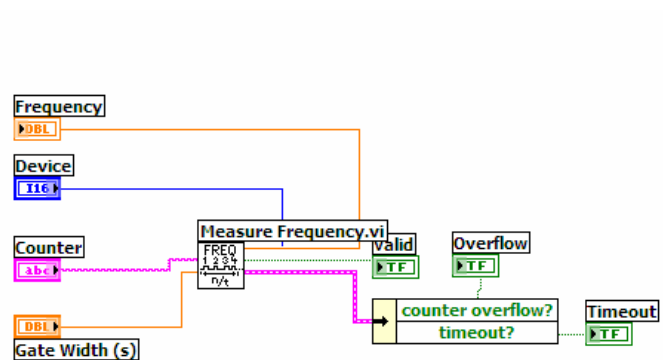 Frequency
DBL
Device
I16
Measure Frequency.vi
Counter
abc
FREQ
1 2 3 4
n/t
Valid
TF
Overflow
TF
counter overflow?
timeout?
Timeout
TF
DBL
Gate Width (s)